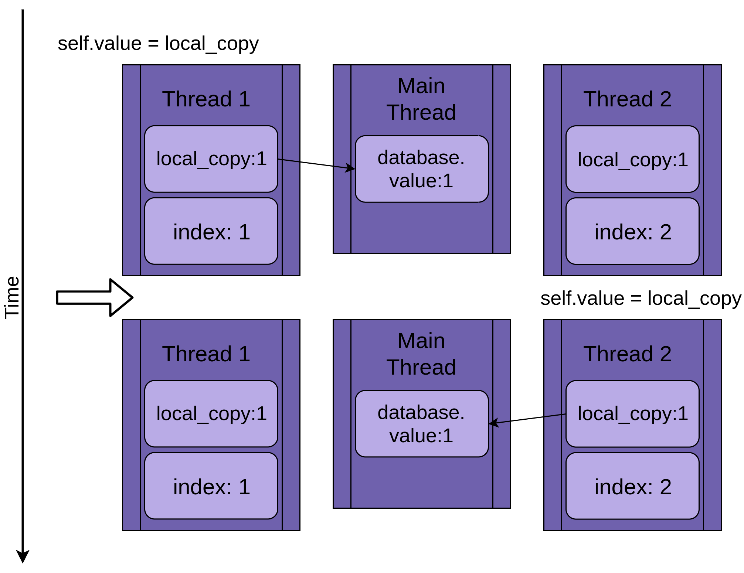 self.value = local_copy
Thread 1
Main
Thread
Thread 2
local_copy:1
database.
value:1
local_copy:1
index: 1
index: 2
Time
self.value = local_copy
Thread 1
Main
Thread
Thread 2
local_copy:1
database.
value:1
local_copy:1
index: 1
index: 2